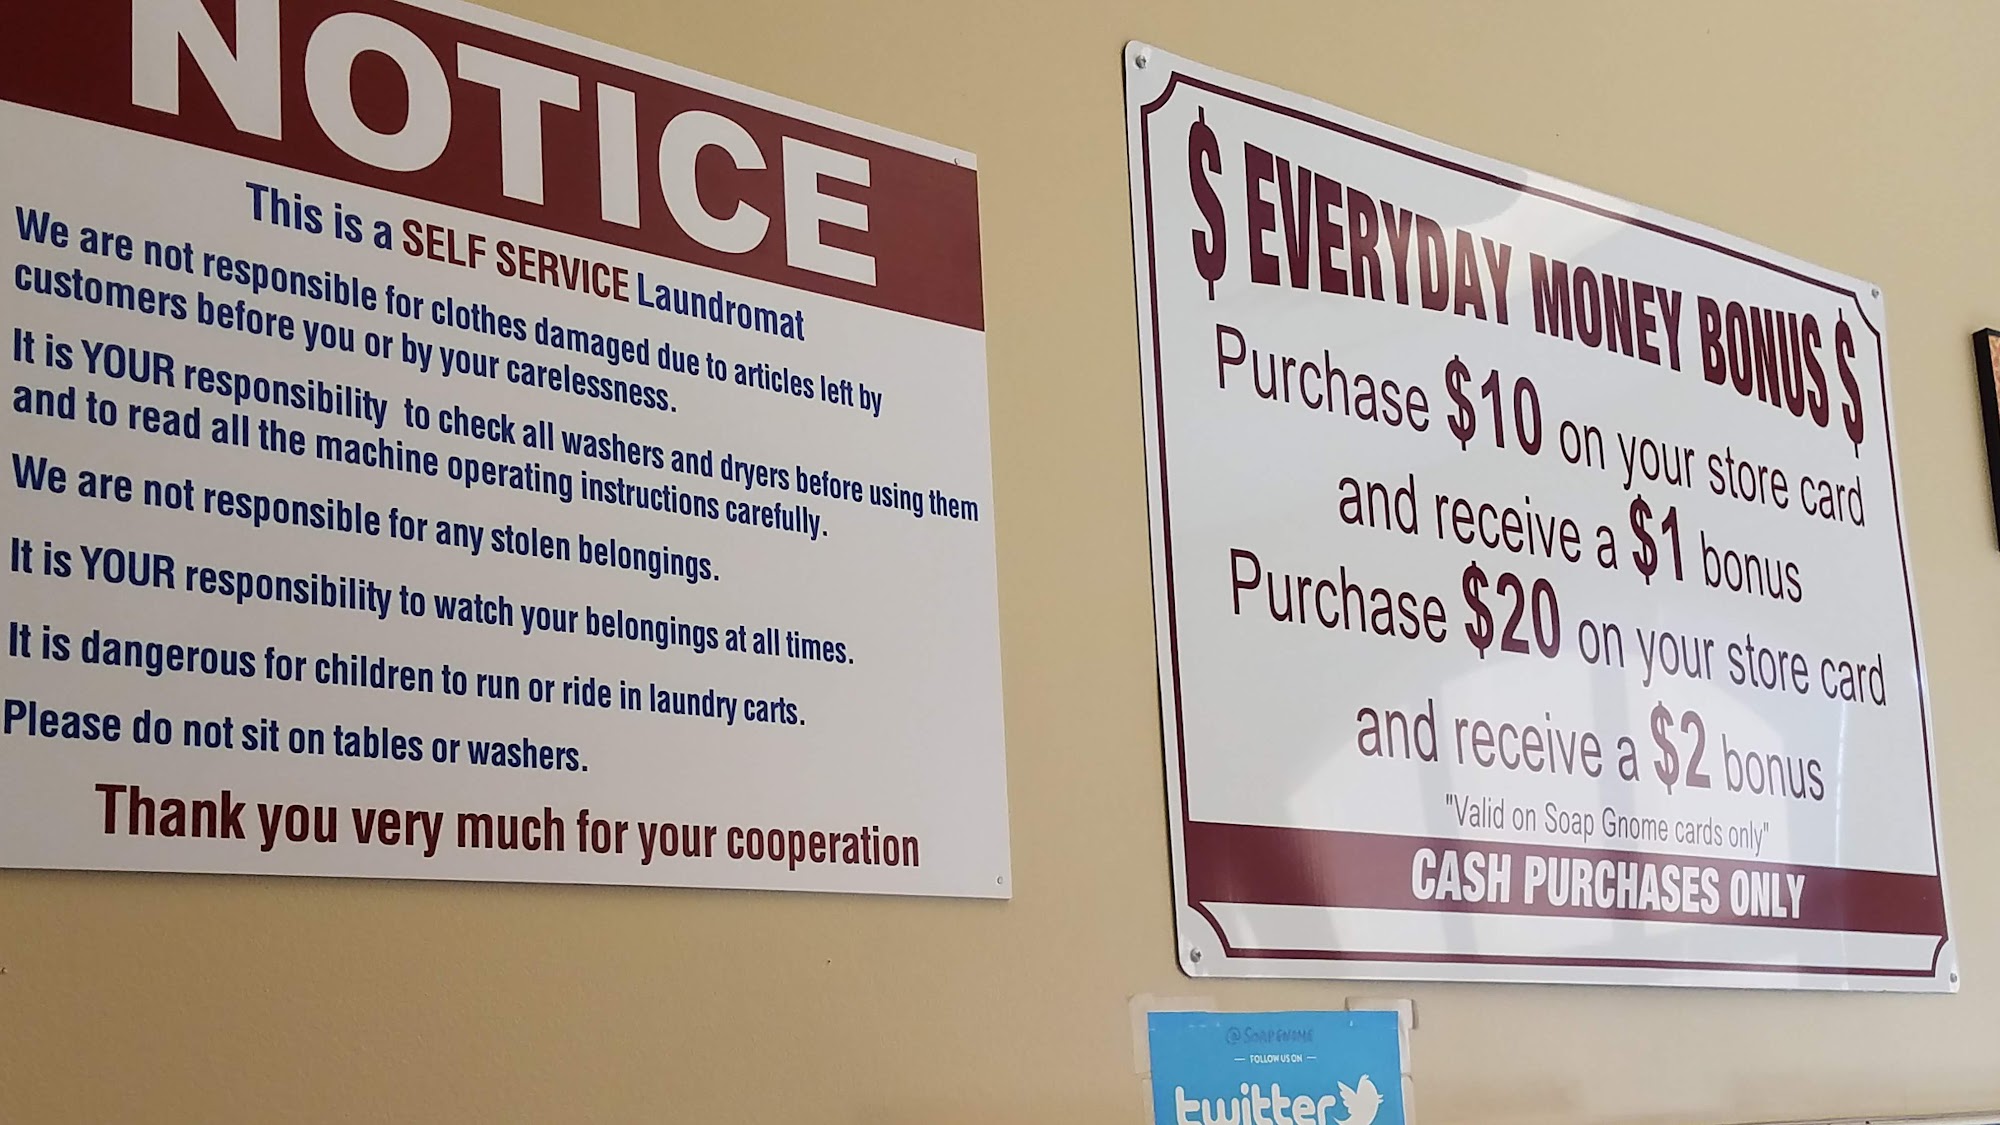 NOTICE
This is a SELF SERVICE Laundromat
We are not responsible for clothes damaged due to articles left by
customers before you or by your carelessness.
It is YOUR responsibility to check all washers and dryers before using them
and to read all the machine operating instructions carefully.
We are not responsible for any stolen belongings.
It is YOUR responsibility to watch your belongings at all times.
It is dangerous for children to run or ride in laundry carts.
Please do not sit on tables or washers.
Thank you very much for your cooperation
$ EVERYDAY MONEY BONUS $
Purchase $10 on your store card
and receive a $1 bonus
Purchase $20 on your store card
and receive a $2 bonus
"Valid on Soap Gnome cards only"
CASH PURCHASES ONLY
@SOAPGNOME
FOLLOW US ON
twitter